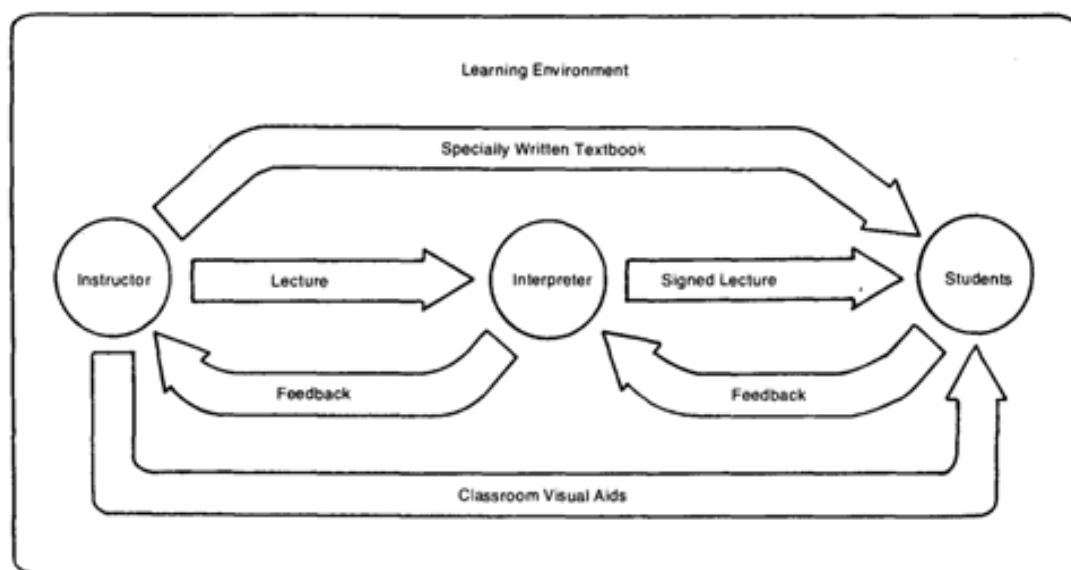 Learning Environment
Specially Written Textbook
Instructor
Lecture
Interpreter
Signed Lecture
Students
Feedback
Feedback
Classroom Visual Aids